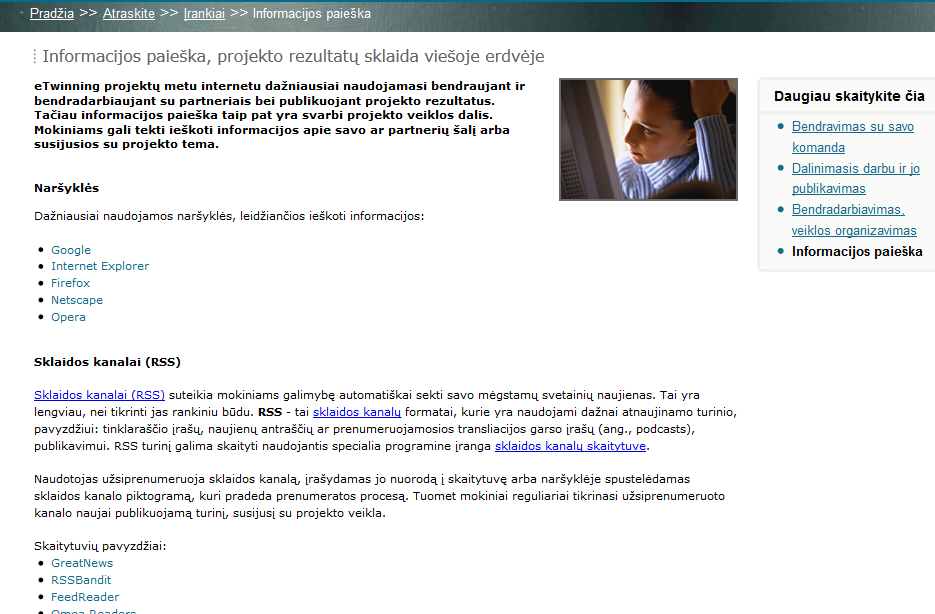 Pradžia >> Atraskite >> Įrankiai >> Informacijos paieška
Informacijos paieška, projekto rezultatų sklaida viešoje erdvėje
eTwinning projektų metu internetu dažniausiai naudojamasi bendraujant ir
bendradarbiaujant su partneriais bei publikuojant projekto rezultatus.
Tačiau informacijos paieška taip pat yra svarbi projekto veiklos dalis.
Mokiniams gali tekti ieškoti informacijos apie savo ar partnerių šalį arba
susijusios su projekto tema.
Naršyklės
Dažniausiai naudojamos naršyklės, leidžiančios ieškoti informacijos:
Google
Internet Explorer
Firefox
Netscape
Opera
Sklaidos kanalai (RSS)
Sklaidos kanalai (RSS) suteikia mokiniams galimybę automatiškai sekti savo mėgstamų svetainių naujienas. Tai yra
lengviau, nei tikrinti jas rankiniu būdu. RSS - tai sklaidos kanalų formatai, kurie yra naudojami dažnai atnaujinamo turinio,
pavyzdžiui: tinklaraščio įrašų, naujienų antraščių ar prenumeruojamosios transliacijos garso įrašų (ang., podcasts),
publikavimui. RSS turinį galima skaityti naudojantis specialia programine įranga sklaidos kanalų skaitytuve.
Naudotojas užsiprenumeruoja sklaidos kanalą, įrašydamas jo nuorodą į skaitytuvę arba naršyklėje spustelėdamas
sklaidos kanalo piktogramą, kuri pradeda prenumeratos procesą. Tuomet mokiniai reguliariai tikrinasi užsiprenumeruoto
kanalo naujai publikuojamą turinį, susijusį su projekto veikla.
Skaitytuvių pavyzdžiai:
GreatNews
RSSBandit
FeedReader
Omea Readers
Daugiau skaitykite čia
Bendravimas su savo
komanda
Dalinimasis darbu ir jo
publikavimas
Bendradarbiavimas,
veiklos organizavimas
Informacijos paieška